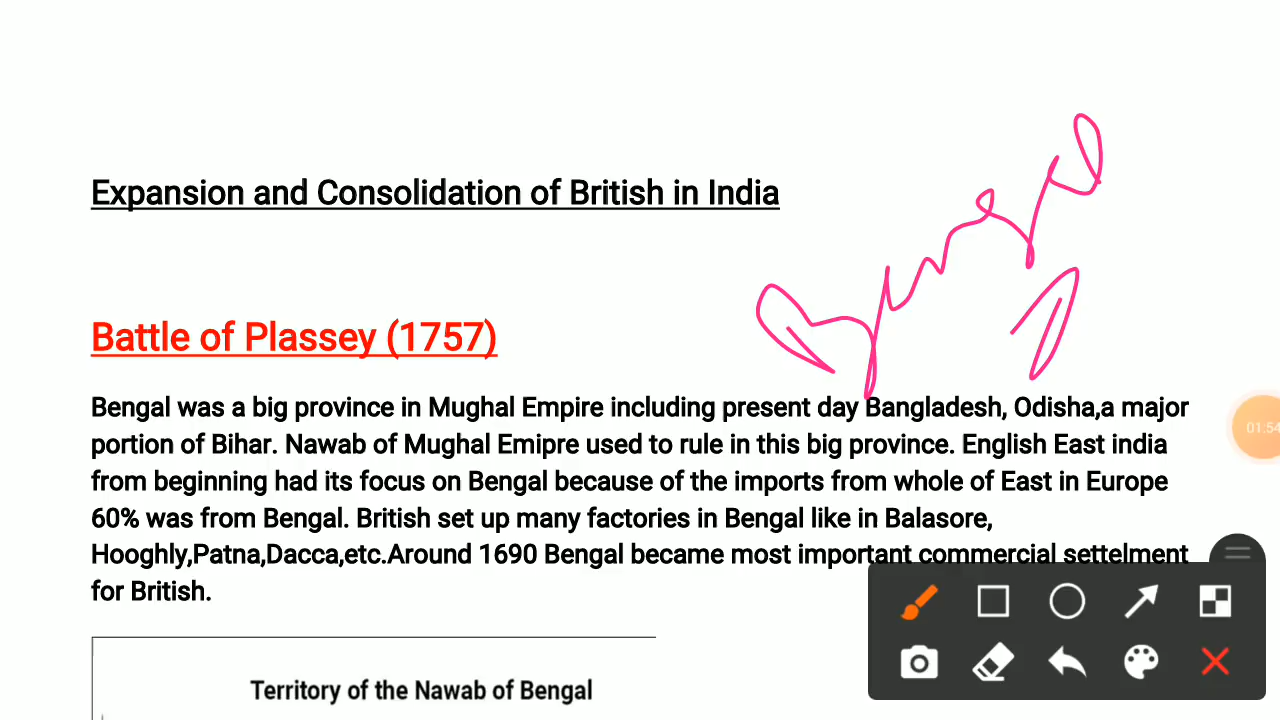 Expansion and Consolidation of British in India
Battle of Plassey (1757)
Bengal was a big province in Mughal Empire including present day Bangladesh, Odisha,a major
portion of Bihar. Nawab of Mughal Emipre used to rule in this big province. English East india
from beginning had its focus on Bengal because of the imports from whole of East in Europe
60% was from Bengal. British set up many factories in Bengal like in Balasore,
Hooghly,Patna,Dacca,etc.Around 1690 Bengal became most important commercial settelment
for British.
01:54
Territory of the Nawab of Bengal